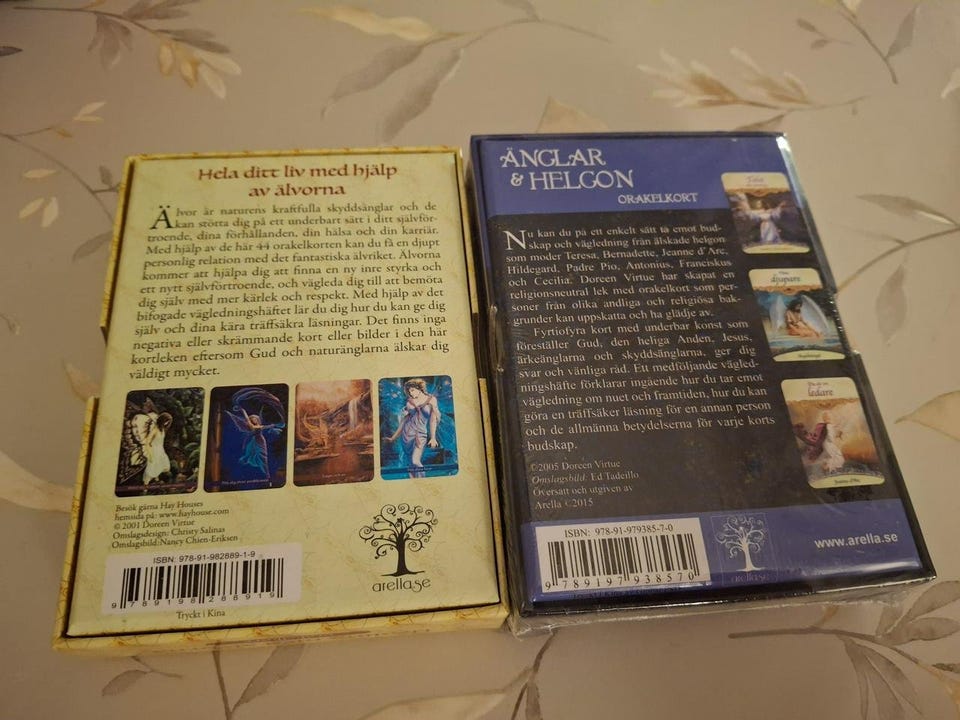 Hela ditt liv med hjälp
av älvorna
Älvor är naturens kraftfulla skyddsänglar och de
kan stötta dig på ett underbart sätt i ditt självför-
troende, dina förhållanden, din hälsa och din karriär.
Med hjälp av de här 44 orakelkorten kan du få en djupt
personlig relation med det fantastiska älvriket. Älvorna
kommer att hjälpa dig att finna en ny inre styrka och
ett nytt självförtroende, och vägleda dig till att bemöta
dig själv med mer kärlek och respekt. Med hjälp av det
bifogade vägledningshäftet lär du dig hur du kan ge dig
själv och dina kära träffsäkra läsningar. Det finns inga
negativa eller skrämmande kort eller bilder i den här
kortleken eftersom Gud och naturänglarna älskar dig
väldigt mycket.
Besök gärna Hay Houses
hemsida på: www.hayhouse.com
© 2001 Doreen Virtue
Omslagsdesign: Christy Salinas
Omslagsbild: Nancy Chien-Eriksen
ISBN: 978-91-982889-1-9
9 789198 288919
Tryckt i Kina
arella.se
ÄNGLAR
& HELGON
ORAKELKORT
Nu kan du på ett enkelt sätt ta emot bud-
skap och vägledning från älskade helgon
som moder Teresa, Bernadette, Jeanne d'Arc,
Hildegard, Padre Pio, Antonius, Franciskus
och Cecilia. Doreen Virtue har skapat en
religionsneutral lek med orakelkort som per-
soner från olika andliga och religiösa bak-
grunder kan uppskatta och ha glädje av.
Fyrtiofyra kort med underbar konst som
föreställer Gud, den heliga Anden, Jesus,
ärkeänglarna och skyddsänglarna, ger dig
svar och vänliga råd. Ett medföljande vägled-
ningshäfte förklarar ingående hur du tar emot
vägledning om nuet och framtiden, hur du kan
göra en träffsäker läsning för en annan person
och de allmänna betydelserna för varje korts
budskap.
©2005 Doreen Virtue
Omslagsbild: Ed Tadeillo
Översatt och utgiven av
Arella ©2015
djupare
ledare
ISBN: 978-91-979385-7-0
9 789197 938570
Tryckt i
arella.se
www.arella.se